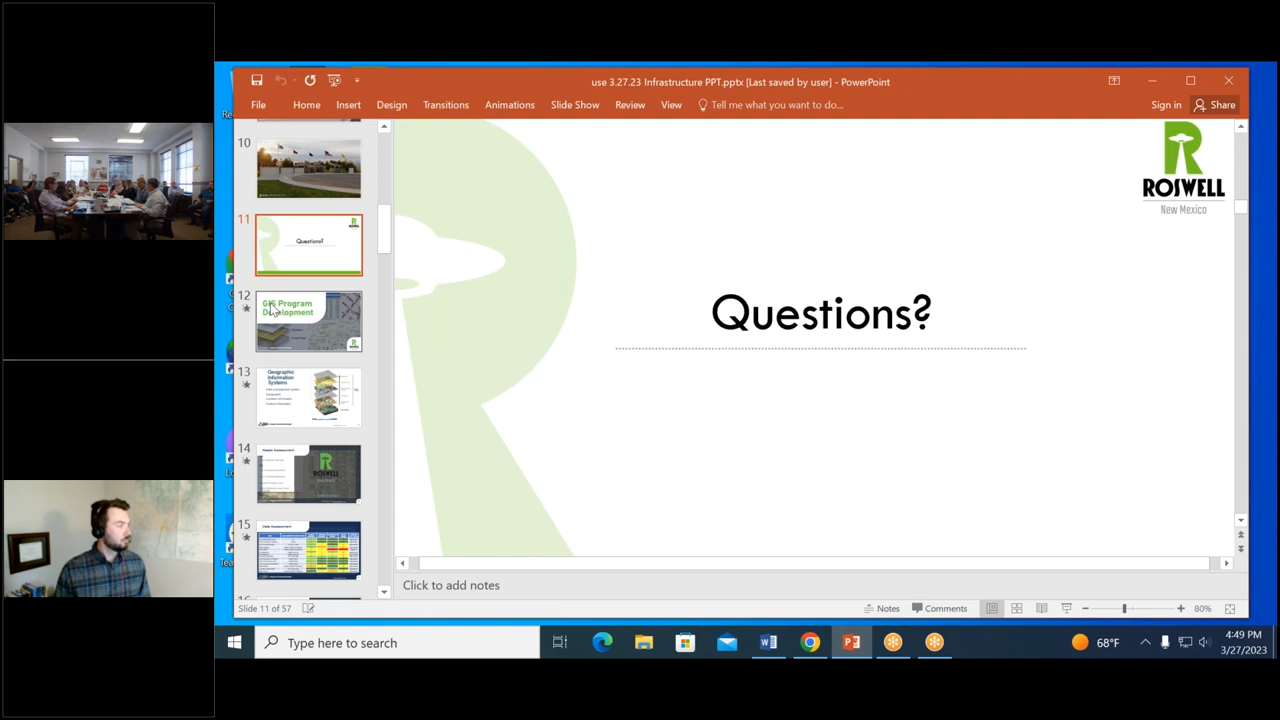 use 3.27.23 Infrastructure PPT.pptx [Last saved by user] - PowerPoint
File Home Insert Design Transitions Animations Slide Show Review View Tell me what you want to do... Sign in Share
10
11
Questions?
12
GIS Program
Development
13
Geographic
Information
Systems
14
ROSWELL
15
ROSWELL
New Mexico
Questions?
Click to add notes
Slide 11 of 57
Notes Comments 80%
Type here to search
68°F
4:49 PM
3/27/2023